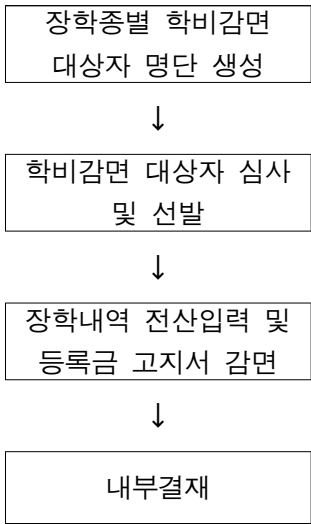 장학종별 학비감면
대상자 명단 생성
↓
학비감면 대상자 심사
및 선발
↓
장학내역 전산입력 및
등록금 고지서 감면
↓
내부결재